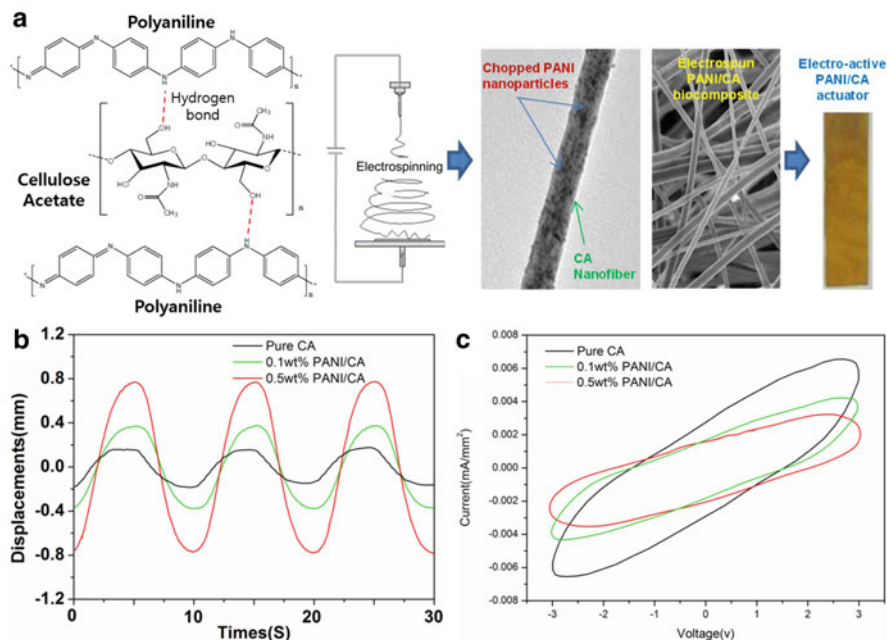 a
Polyaniline
N
N
H
N
H
N
n
Hydrogen
bond
Cellulose
Acetate
OH
O
HO
NH
O
CH₃
n
N
N
H
N
H
N
n
Polyaniline
Electrospinning
Chopped PANI
nanoparticles
CA
Nanofiber
Electrospun
PANI/CA
biocomposite
Electro-active
PANI/CA
actuator
b
Displacements(mm)
1.2
0.8
0.4
0.0
-0.4
-0.8
-1.2
Pure CA
0.1wt% PANI/CA
0.5wt% PANI/CA
0
10
20
30
Times(S)
c
Current(mA/mm²)
0.008
0.006
0.004
0.002
0.000
-0.002
-0.004
-0.006
-0.008
Pure CA
0.1wt% PANI/CA
0.5wt% PANI/CA
-3
-2
-1
0
1
2
3
Voltage(v)